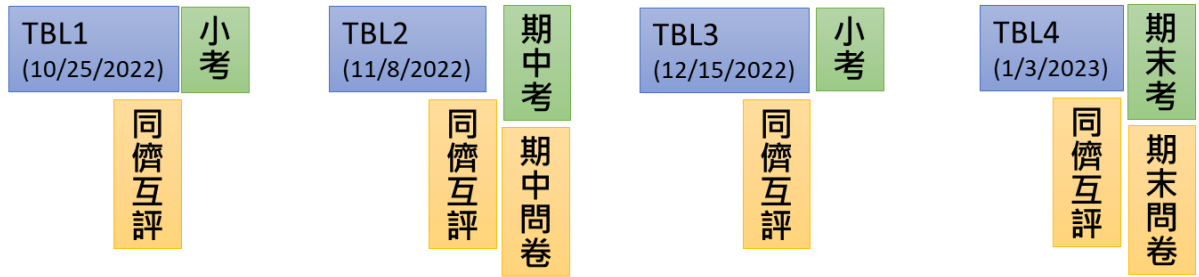 TBL1
(10/25/2022)
小考
同儕互評
TBL2
(11/8/2022)
期中考
同儕互評
期中問卷
TBL3
(12/15/2022)
小考
同儕互評
TBL4
(1/3/2023)
期末考
同儕互評
期末問卷